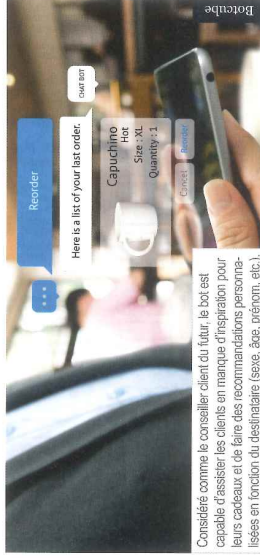 Reorder
Here is a list of your last order.
CHAT BOT
Capuchino
Hot
Size : XL
Quantity : 1
Cancel
Reorder
Botcube
Considéré comme le conseiller client du futur, le bot est
capable d'assister les clients en manque d'inspiration pour
leurs cadeaux et de faire des recommandations personna-
lisées en fonction du destinataire (sexe, âge, prénom, etc.).